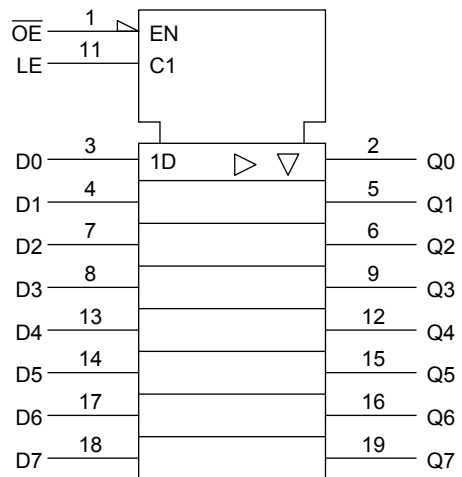 O̅E̅ 1 EN
LE 11 C1
D0 3 1D 2 Q0
D1 4 5 Q1
D2 7 6 Q2
D3 8 9 Q3
D4 13 12 Q4
D5 14 15 Q5
D6 17 16 Q6
D7 18 19 Q7